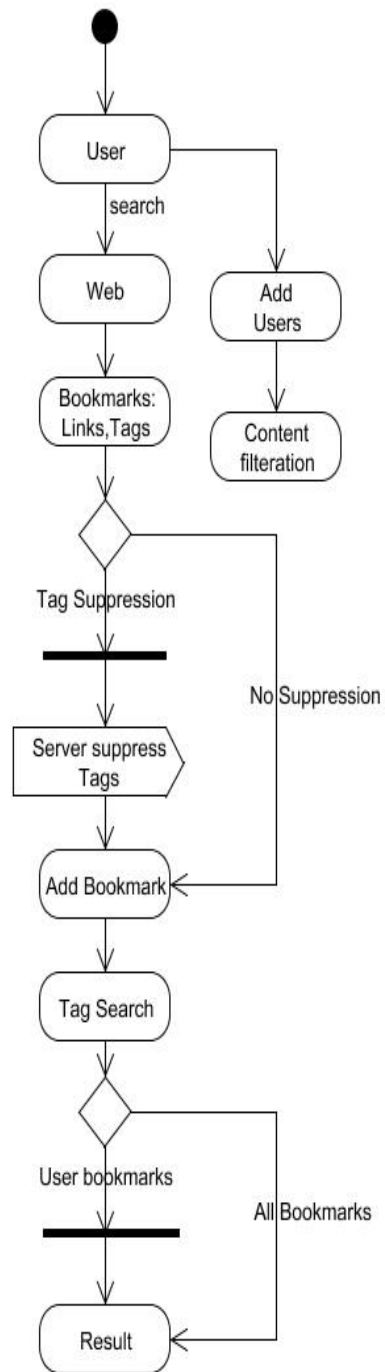 User
search
Web
Add
Users
Bookmarks:
Links,Tags
Content
filteration
Tag Suppression
No Suppression
Server suppress
Tags
Add Bookmark
Tag Search
User bookmarks
All Bookmarks
Result